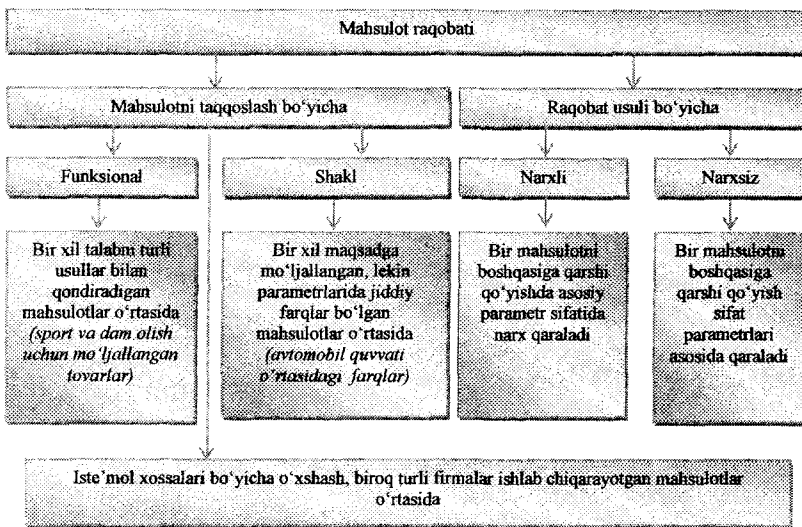 Mahsulot raqobati
Mahsulotni taqqoslash bo‘yicha
Raqobat usuli bo‘yicha
Funksional
Shakl
Narxli
Narxsiz
Bir xil talabni turli
usullar bilan
qondiradigan
mahsulotlar o‘rtasida
(sport va dam olish
uchun mo‘ljallangan
tovarlar)
Bir xil maqsadga
mo‘ljallangan, lekin
parametrlarida jiddiy
farqlar bo‘lgan
mahsulotlar o‘rtasida
(avtomobil quvvati
o‘rtasidagi farqlar)
Bir mahsulotni
boshqasiga qarshi
qo‘yishda asosiy
parametr sifatida
narx qaraladi
Bir mahsulotni
boshqasiga
qarshi qo‘yish
sifat
parametrlari
asosida qaraladi
Iste’mol xossalari bo‘yicha o‘xshash, biroq turli firmalar ishlab chiqarayotgan mahsulotlar
o‘rtasida